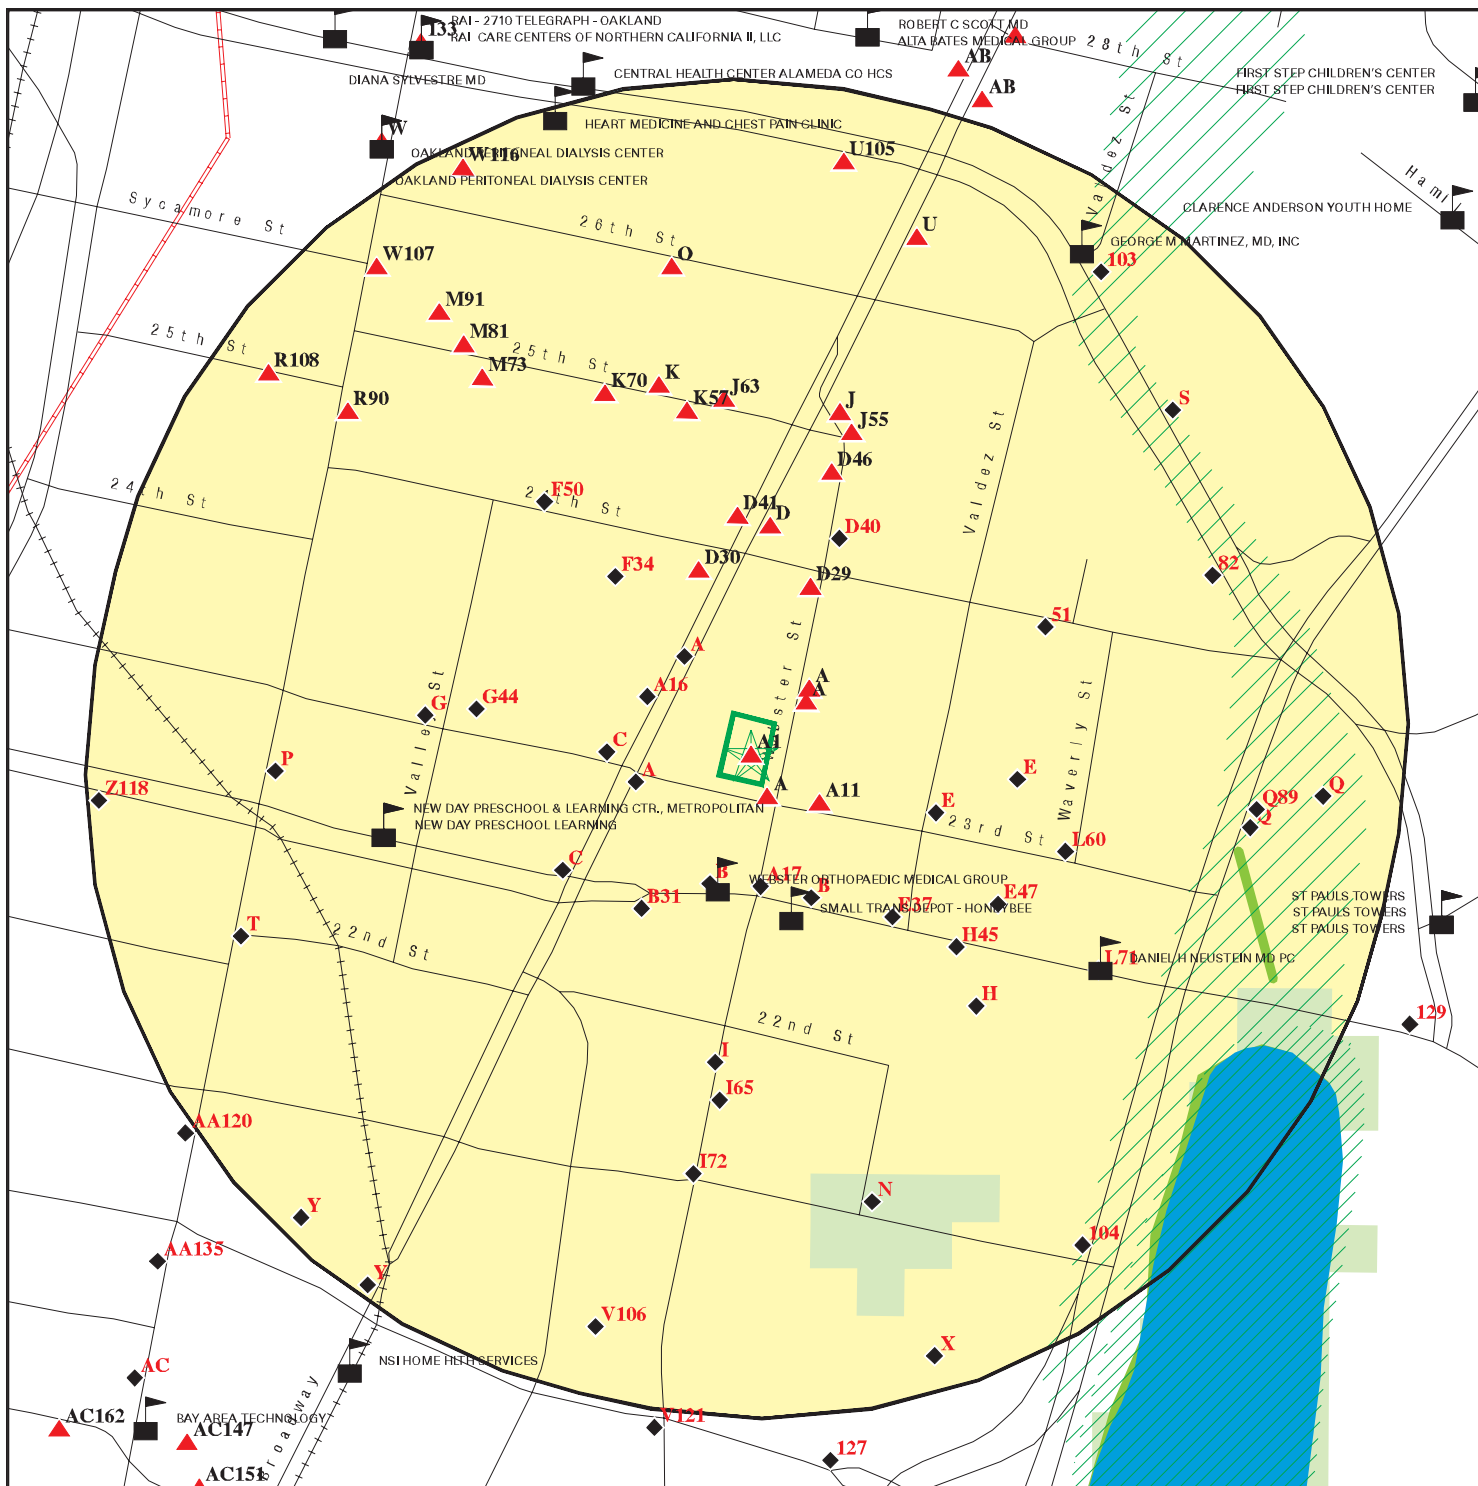 RAI - 2710 TELEGRAPH - OAKLAND
I33
RAI CARE CENTERS OF NORTHERN CALIFORNIA II, LLC
ROBERT C SCOTT MD
ALTA BATES MEDICAL GROUP
28th St
AB
DIANA SYLVESTRE MD
CENTRAL HEALTH CENTER ALAMEDA CO HCS
FIRST STEP CHILDREN'S CENTER
FIRST STEP CHILDREN'S CENTER
AB
HEART MEDICINE AND CHEST PAIN CLINIC
W
OAKLAND PERITONEAL DIALYSIS CENTER
W116
OAKLAND PERITONEAL DIALYSIS CENTER
U105
Valdez St
Sycamore St
26th St
U
CLARENCE ANDERSON YOUTH HOME
GEORGE M MARTINEZ, MD, INC
W107
O
103
M91
25th St
M81
25th St
R108
M73
K70
K
J63
K57
J
J55
S
R90
Valdez St
D46
24th St
F50
24th St
D41
D
D40
D30
F34
D29
82
51
A
A
A
A16
G
G44
Valley St
Webster St
Waverly St
A1
C
P
A
Z118
A
A11
E
E
Q
Q89
Q
NEW DAY PRESCHOOL & LEARNING CTR., METROPOLITAN
NEW DAY PRESCHOOL LEARNING
23rd St
L60
C
B
WEBSTER ORTHOPAEDIC MEDICAL GROUP
A17
B
B31
SMALL TRANS DEPOT - HONEYBEE
E37
E47
ST PAULS TOWERS
ST PAULS TOWERS
ST PAULS TOWERS
T
22nd St
H45
L71
DANIEL H NEUSTEIN MD PC
H
129
22nd St
I
I65
AA120
I72
N
Y
104
AA135
Y
V106
X
AC
NSI HOME HLTH SERVICES
Broadway
AC162
BAY AREA TECHNOLOGY
AC147
V121
127
AC151